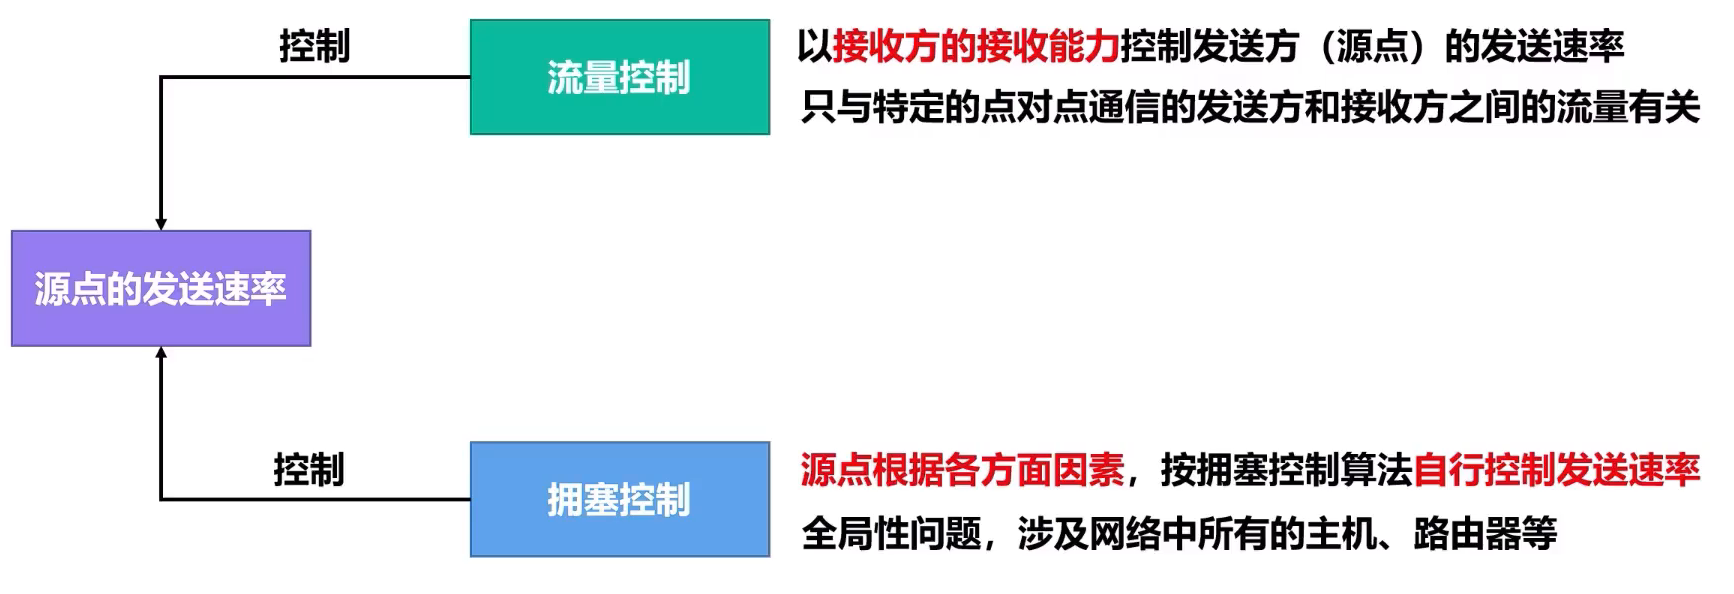 控制
流量控制
以接收方的接收能力控制发送方（源点）的发送速率
只与特定的点对点通信的发送方和接收方之间的流量有关
源点的发送速率
控制
拥塞控制
源点根据各方面因素，按拥塞控制算法自行控制发送速率
全局性问题，涉及网络中所有的主机、路由器等